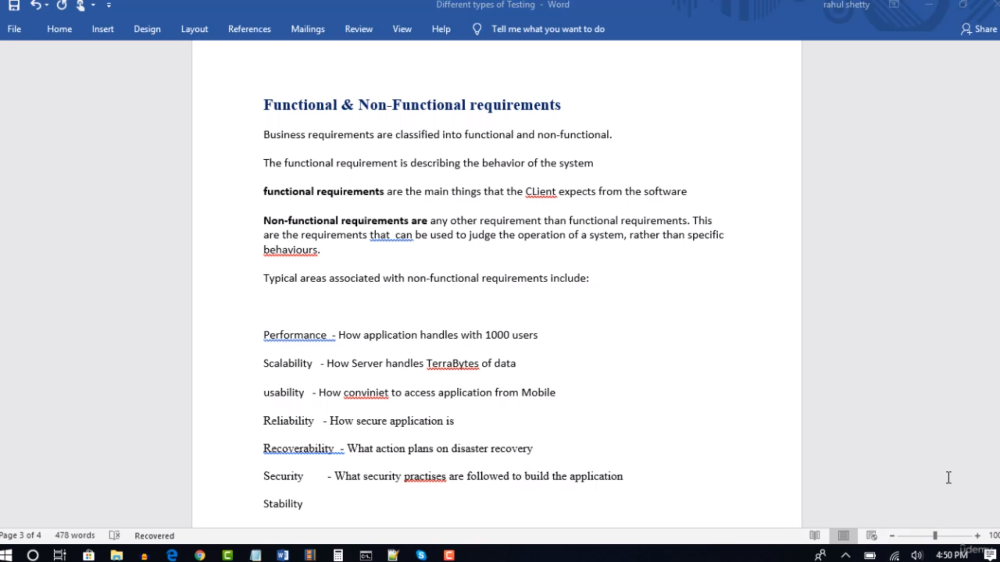 Different types of Testing - Word
rahul shetty
File Home Insert Design Layout References Mailings Review View Help Tell me what you want to do Share
Functional & Non-Functional requirements
Business requirements are classified into functional and non-functional.
The functional requirement is describing the behavior of the system
functional requirements are the main things that the CLient expects from the software
Non-functional requirements are any other requirement than functional requirements. This
are the requirements that can be used to judge the operation of a system, rather than specific
behaviours.
Typical areas associated with non-functional requirements include:
Performance - How application handles with 1000 users
Scalability - How Server handles TerraBytes of data
usability - How conviniet to access application from Mobile
Reliability - How secure application is
Recoverability - What action plans on disaster recovery
Security - What security practises are followed to build the application
Stability
Page 3 of 4 478 words Recovered 100
4:50 PM
ûdemy